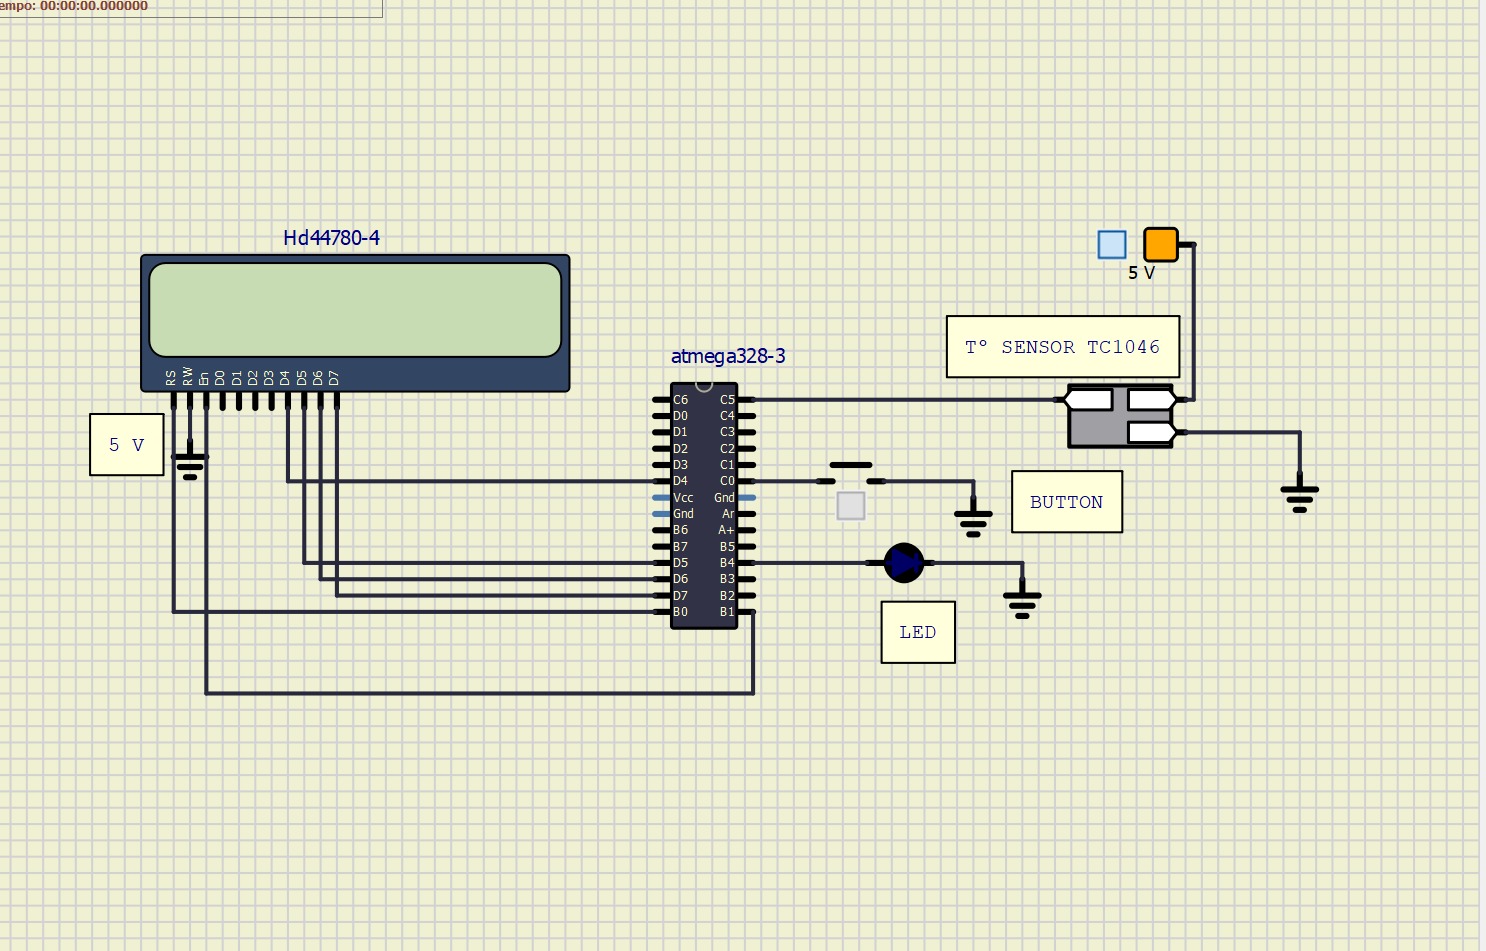 empo: 00:00:00.000000
Hd44780-4
RS RW En D0 D1 D2 D3 D4 D5 D6 D7
5 V
atmega328-3
C6 C5
D0 C4
D1 C3
D2 C2
D3 C1
D4 C0
Vcc Gnd
Gnd Ar
B6 A+
B7 B5
D5 B4
D6 B3
D7 B2
B0 B1
5 V
Tº SENSOR TC1046
BUTTON
LED